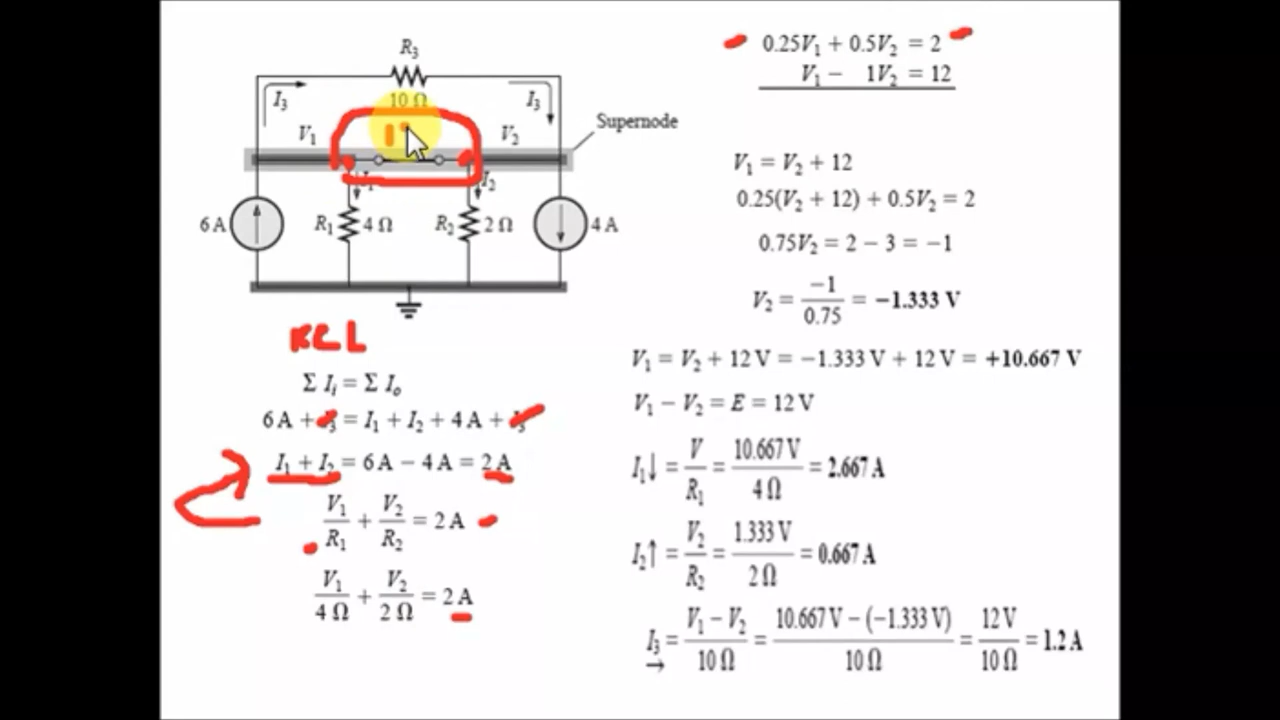 R₃
10 Ω
I₃
I₃
V₁
V₂
Supernode
I₁
I₂
6 A
R₁
4 Ω
R₂
2 Ω
4 A
KCL
Σ Iᵢ = Σ Iₒ
6 A + I₃ = I₁ + I₂ + 4 A + I₃
I₁ + I₂ = 6 A − 4 A = 2 A
V₁/R₁ + V₂/R₂ = 2 A
V₁/4 Ω + V₂/2 Ω = 2 A
0.25V₁ + 0.5V₂ = 2
V₁ − 1V₂ = 12
V₁ = V₂ + 12
0.25(V₂ + 12) + 0.5V₂ = 2
0.75V₂ = 2 − 3 = −1
V₂ = −1/0.75 = −1.333 V
V₁ = V₂ + 12 V = −1.333 V + 12 V = +10.667 V
V₁ − V₂ = E = 12 V
I₁↓ = V/R₁ = 10.667 V/4 Ω = 2.667 A
I₂↑ = V₂/R₂ = 1.333 V/2 Ω = 0.667 A
I₃ → = V₁ − V₂/10 Ω = 10.667 V − (−1.333 V)/10 Ω = 12 V/10 Ω = 1.2 A